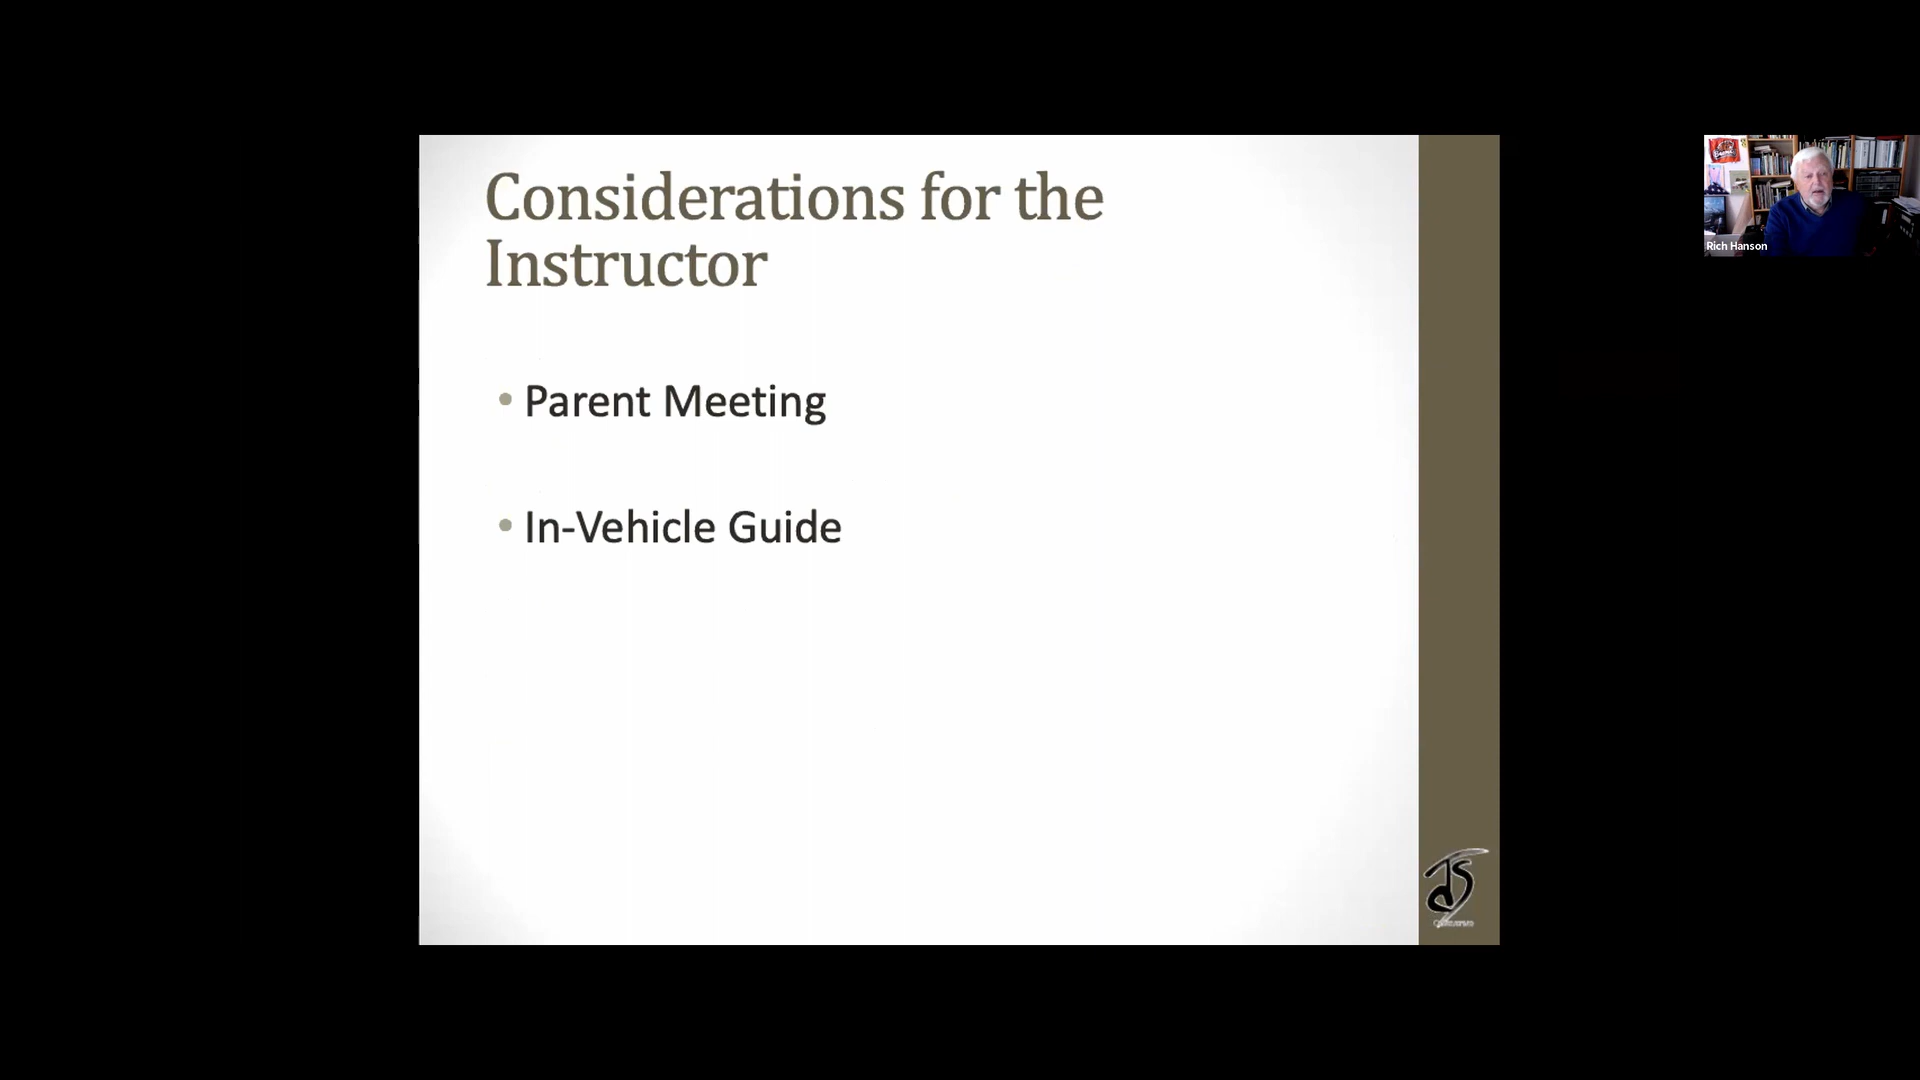 Considerations for the
Instructor
• Parent Meeting
• In-Vehicle Guide
Rich Hanson